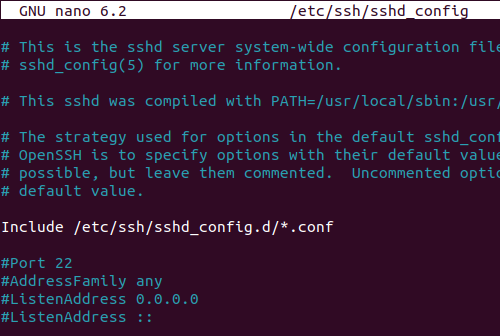 GNU nano 6.2 /etc/ssh/sshd_config
# This is the sshd server system-wide configuration file
# sshd_config(5) for more information.
# This sshd was compiled with PATH=/usr/local/sbin:/usr/
# The strategy used for options in the default sshd_conf
# OpenSSH is to specify options with their default value
# possible, but leave them commented.  Uncommented optio
# default value.
Include /etc/ssh/sshd_config.d/*.conf
#Port 22
#AddressFamily any
#ListenAddress 0.0.0.0
#ListenAddress ::